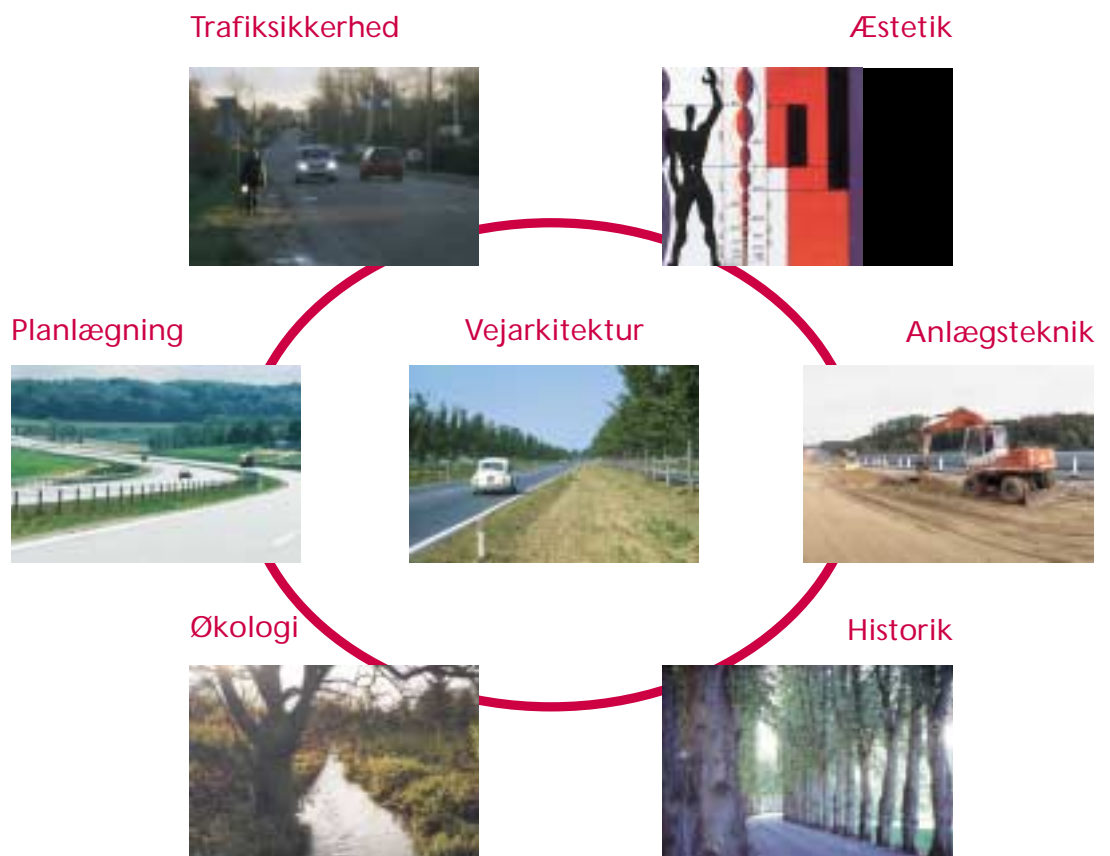 Trafiksikkerhed
Æstetik
Planlægning
Vejarkitektur
Anlægsteknik
Økologi
Historik